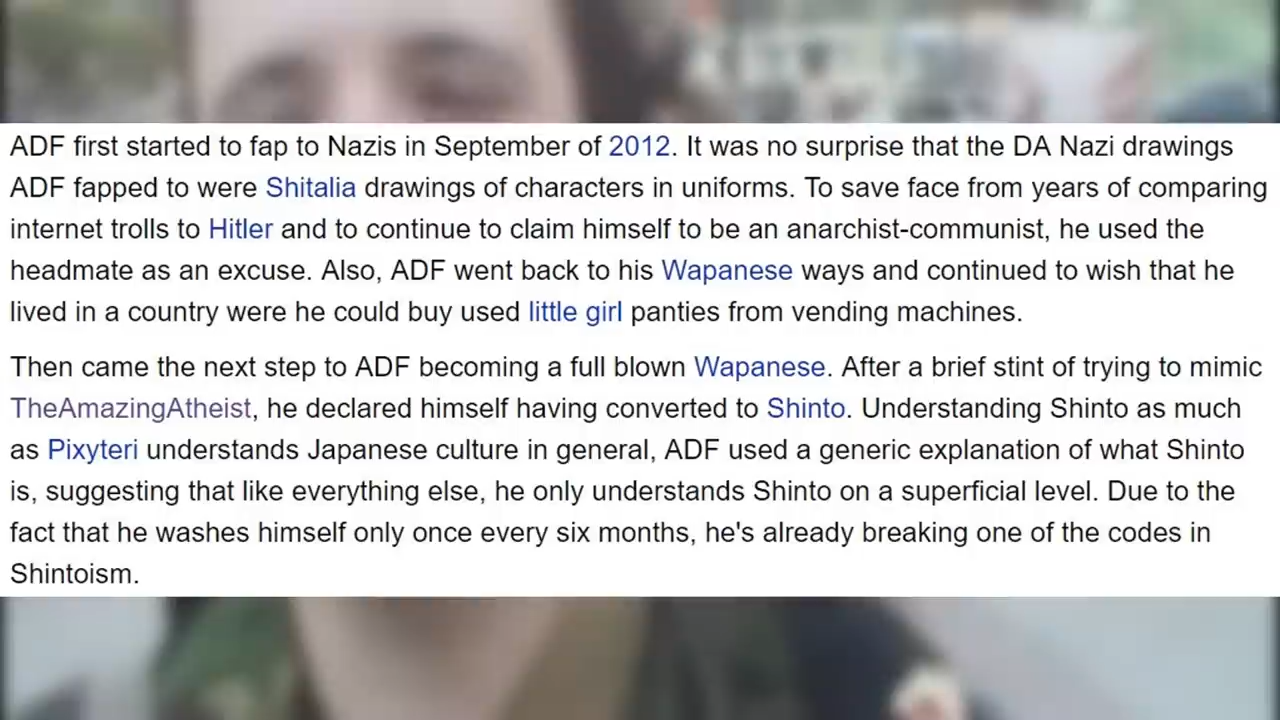 ADF first started to fap to Nazis in September of 2012. It was no surprise that the DA Nazi drawings
ADF fapped to were Shitalia drawings of characters in uniforms. To save face from years of comparing
internet trolls to Hitler and to continue to claim himself to be an anarchist-communist, he used the
headmate as an excuse. Also, ADF went back to his Wapanese ways and continued to wish that he
lived in a country were he could buy used little girl panties from vending machines.
Then came the next step to ADF becoming a full blown Wapanese. After a brief stint of trying to mimic
TheAmazingAtheist, he declared himself having converted to Shinto. Understanding Shinto as much
as Pixyteri understands Japanese culture in general, ADF used a generic explanation of what Shinto
is, suggesting that like everything else, he only understands Shinto on a superficial level. Due to the
fact that he washes himself only once every six months, he's already breaking one of the codes in
Shintoism.